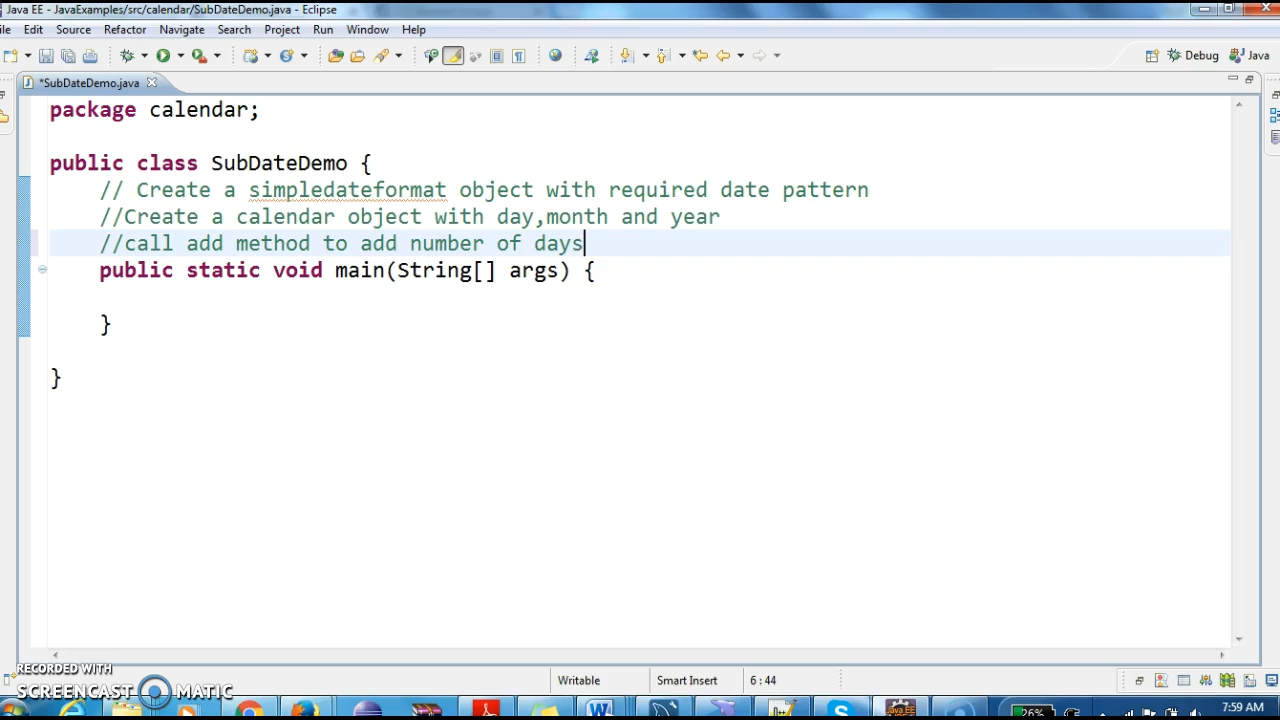 Java EE - JavaExamples/src/calendar/SubDateDemo.java - Eclipse
ile Edit Source Refactor Navigate Search Project Run Window Help
Debug Java
*SubDateDemo.java
package calendar;
public class SubDateDemo {
// Create a simpledateformat object with required date pattern
//Create a calendar object with day,month and year
//call add method to add number of days
public static void main(String[] args) {
}
}
Writable Smart Insert 6 : 44
RECORDED WITH
SCREENCAST MATIC
26% 7:59 AM